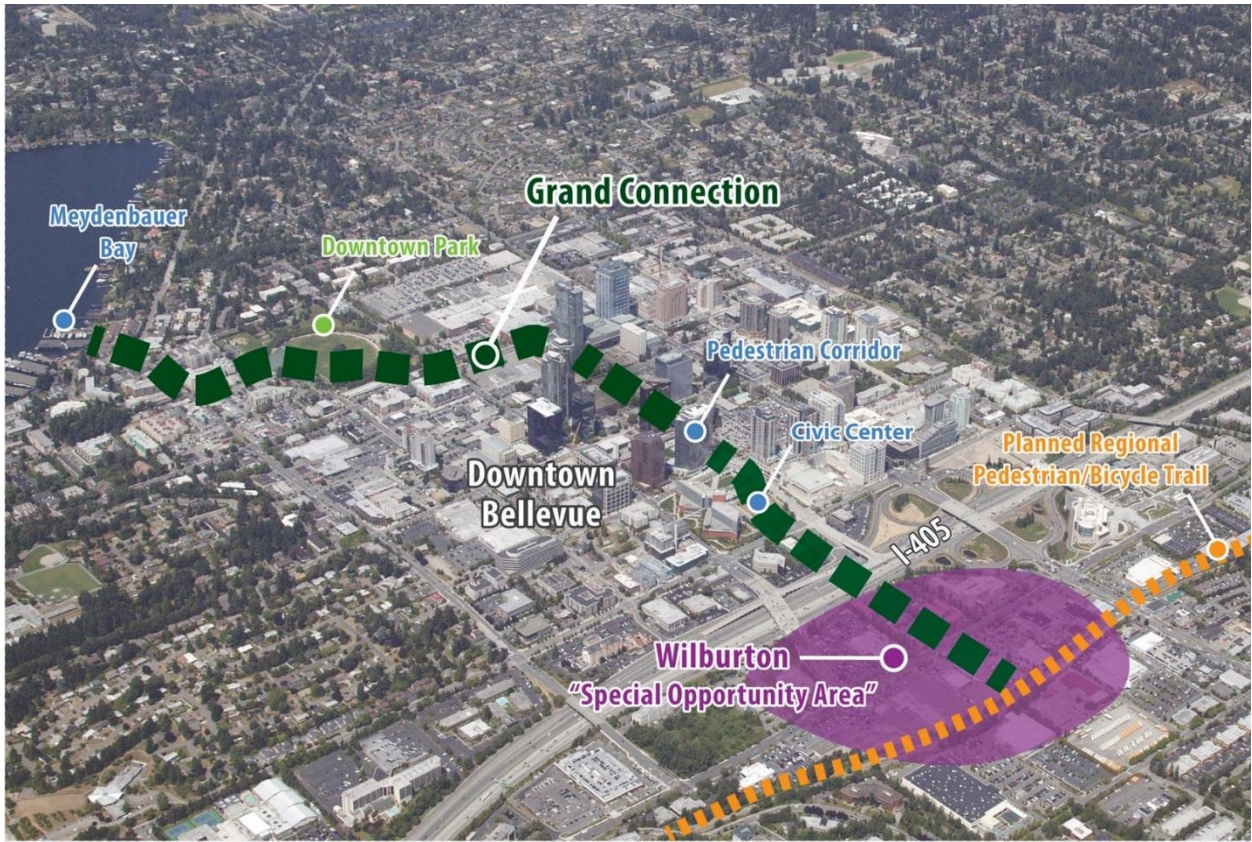 Grand Connection
Meydenbauer
Bay
Downtown Park
Pedestrian Corridor
Civic Center
Planned Regional
Pedestrian/Bicycle Trail
Downtown
Bellevue
I-405
Wilburton
"Special Opportunity Area"